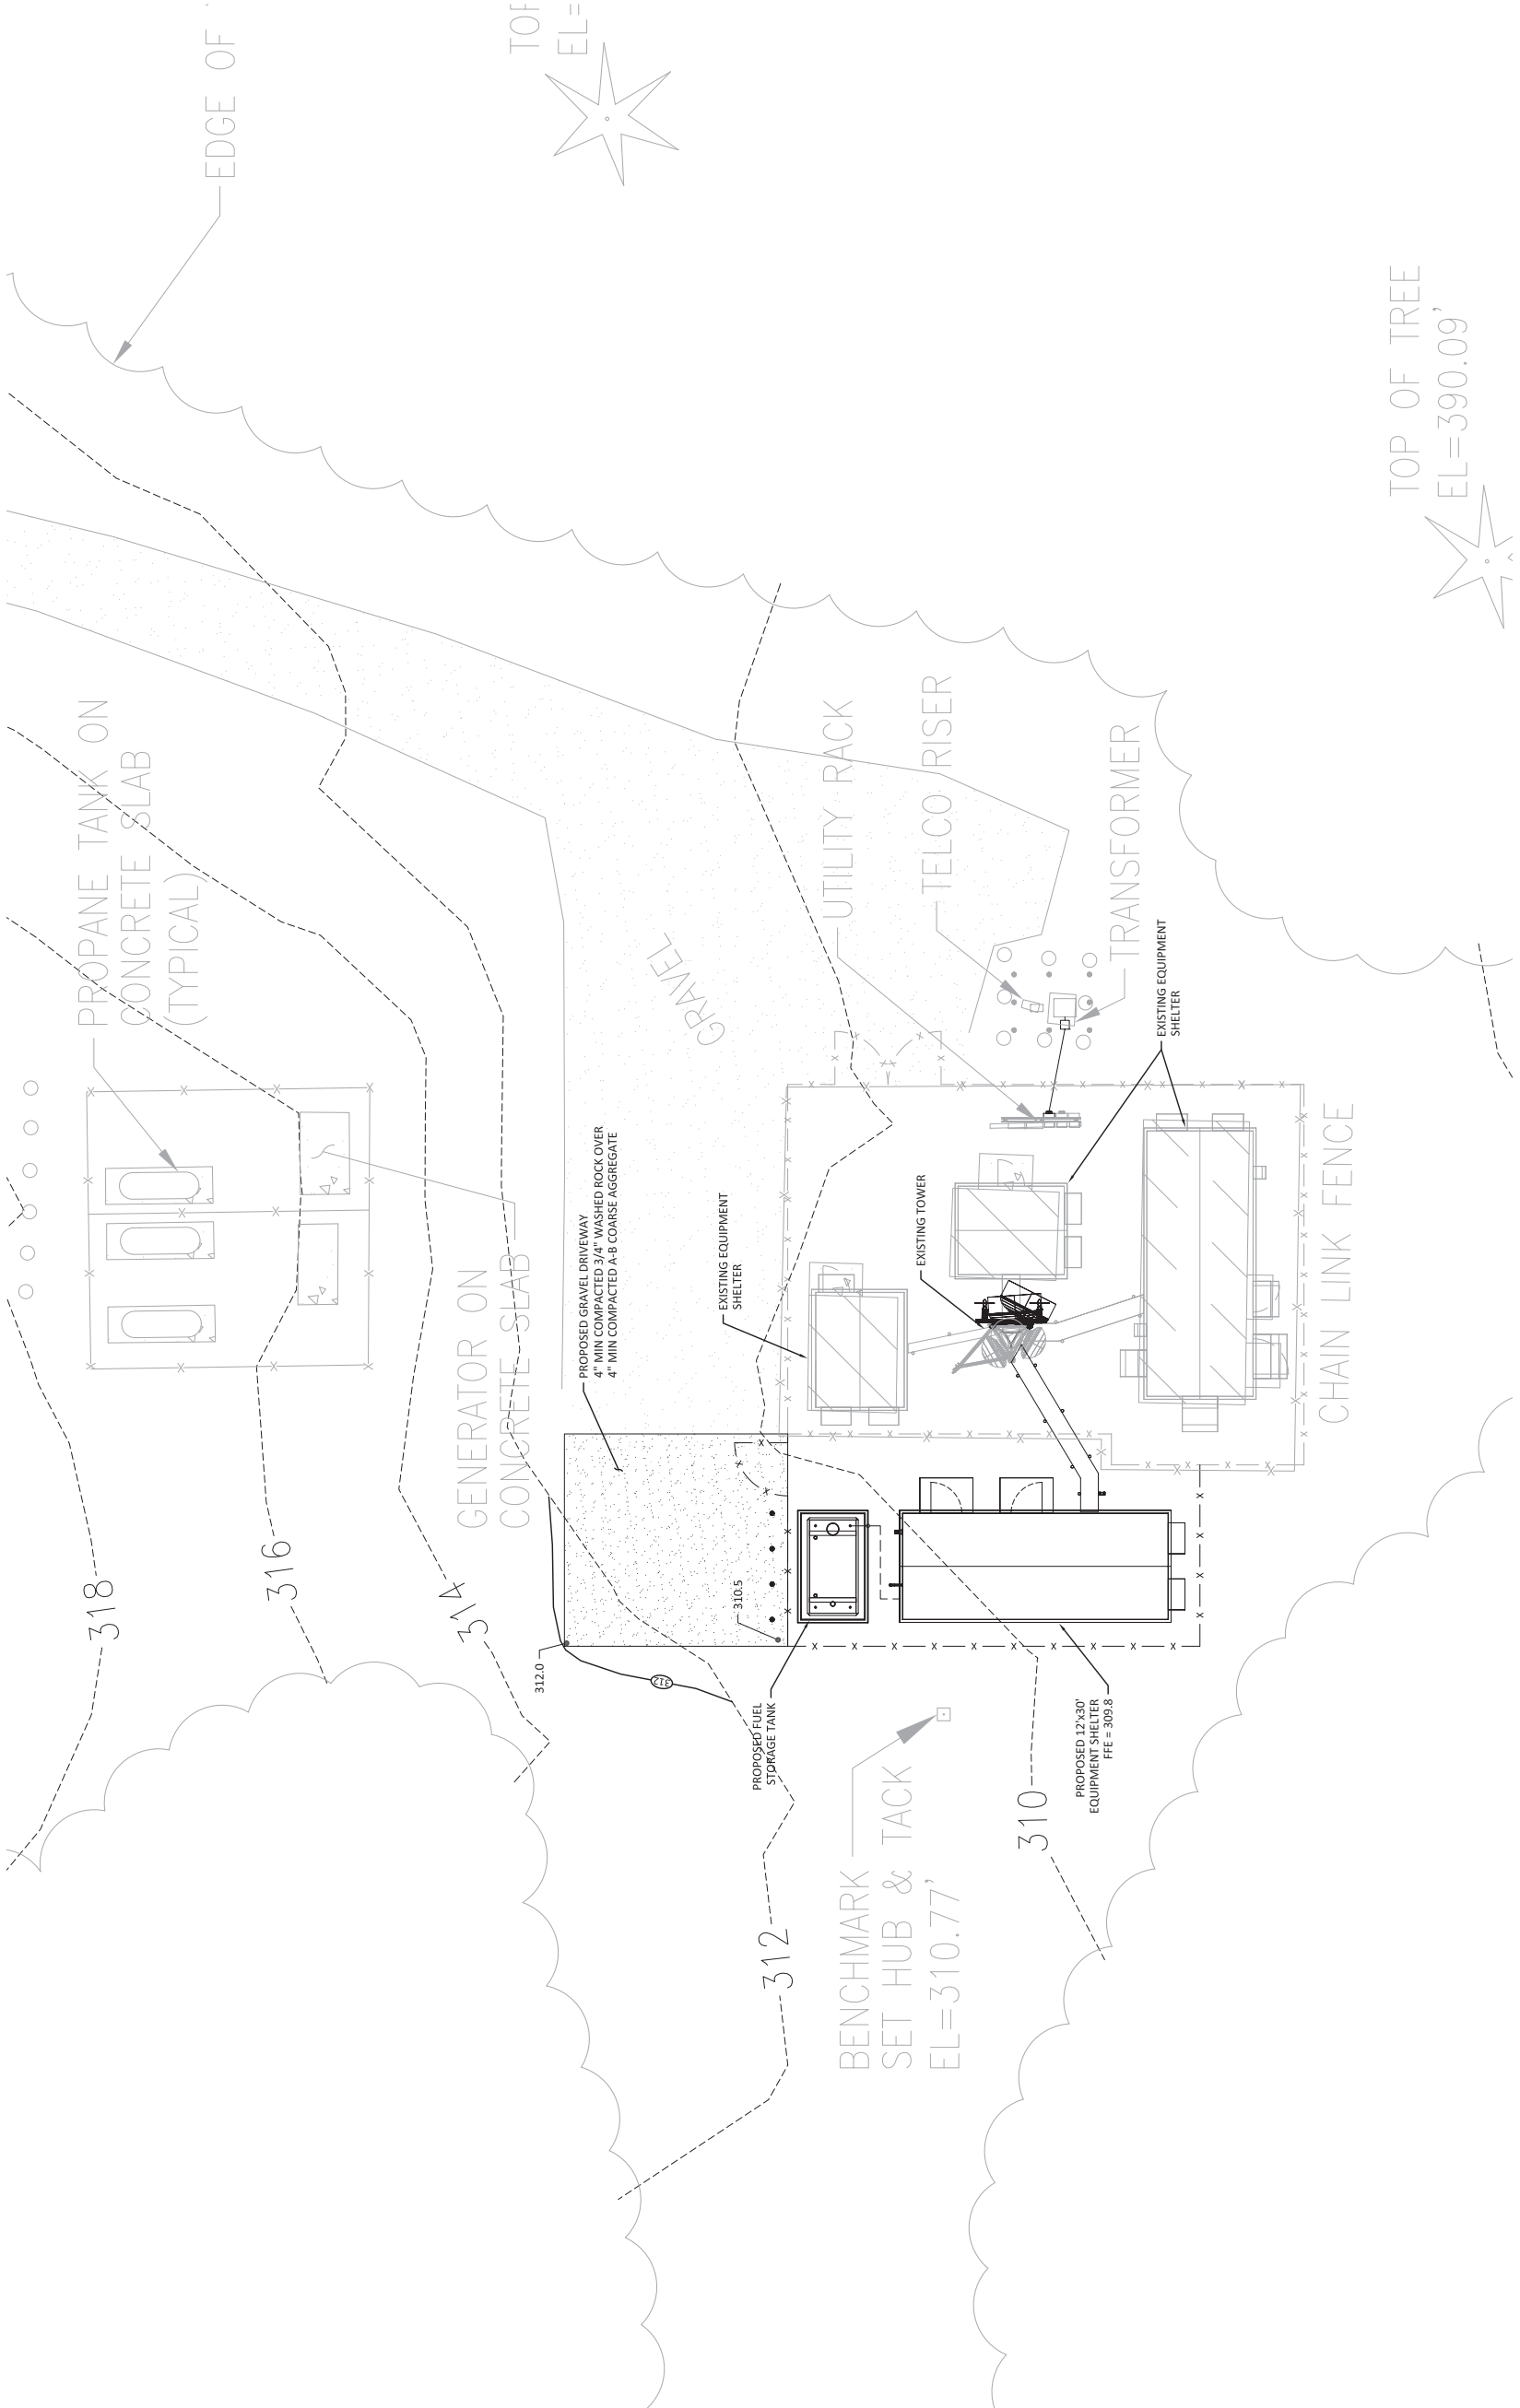 EDGE OF
TOP
EL=
TOP OF TREE
EL=390.09'
PROPANE TANK ON
CONCRETE SLAB
(TYPICAL)
UTILITY RACK
TELCO RISER
TRANSFORMER
GRAVEL
EXISTING EQUIPMENT
SHELTER
GENERATOR ON
CONCRETE SLAB
PROPOSED GRAVEL DRIVEWAY
4" MIN COMPACTED 3/4" WASHED ROCK OVER
4" MIN COMPACTED A-B COARSE AGGREGATE
EXISTING EQUIPMENT
SHELTER
EXISTING TOWER
CHAIN LINK FENCE
318
316
314
312.0
310.5
312
PROPOSED FUEL
STORAGE TANK
PROPOSED 12'x30'
EQUIPMENT SHELTER
FFE = 309.8
310
312
BENCHMARK
SET HUB & TACK
EL=310.77'